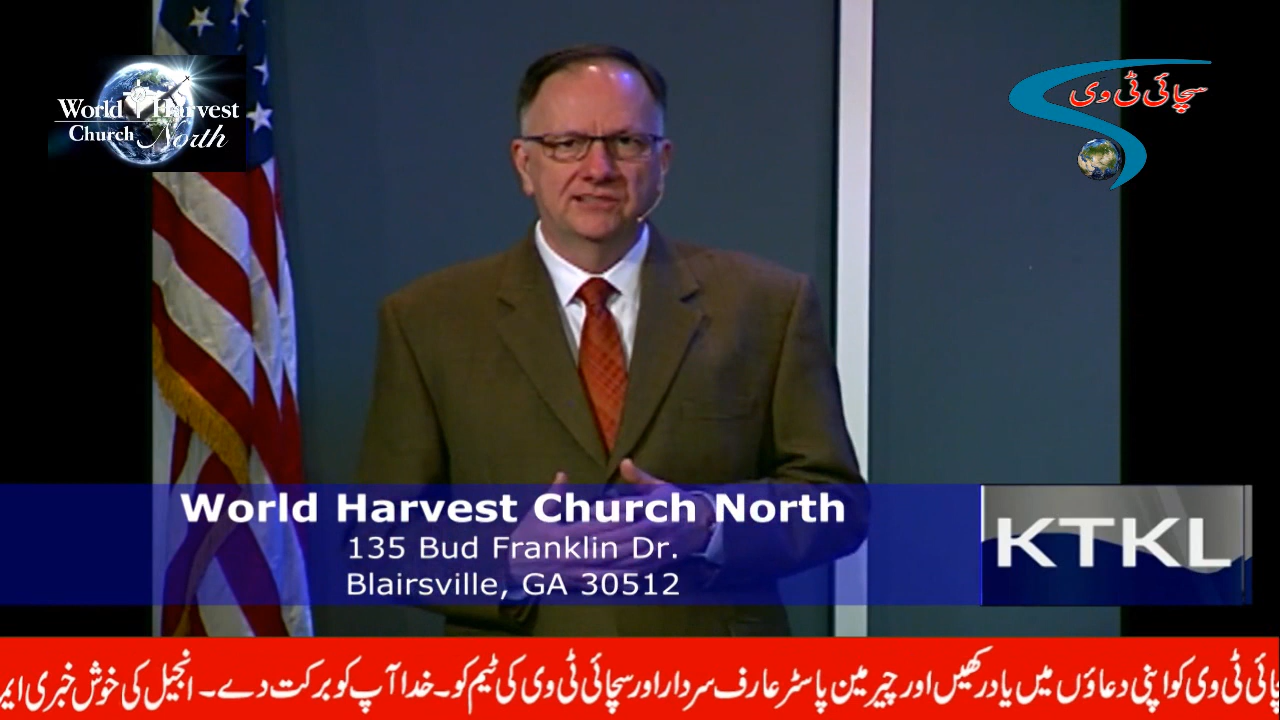 World Harvest
Church North
سچائی ٹی وی
World Harvest Church North
135 Bud Franklin Dr.
Blairsville, GA 30512
KTKL
ٹی وی کو اپنی دعاؤں میں یاد رکھیں اور چیر مین پاسٹر عارف سردار اور سچائی ٹی وی کی ٹیم کو۔ خدا آپ کو برکت دے۔ انجیل کی خوش خبری